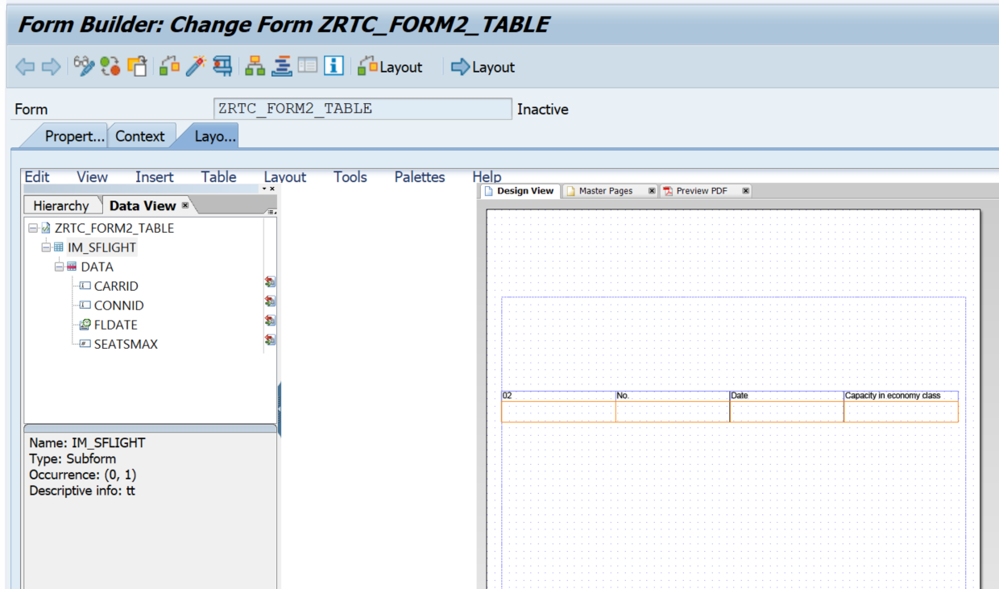 Form Builder: Change Form ZRTC_FORM2_TABLE
Layout Layout
Form ZRTC_FORM2_TABLE Inactive
Propert... Context Layo...
Edit View Insert Table Layout Tools Palettes Help
Hierarchy Data View
ZRTC_FORM2_TABLE
IM_SFLIGHT
DATA
CARRID
CONNID
FLDATE
SEATSMAX
Name: IM_SFLIGHT
Type: Subform
Occurrence: (0, 1)
Descriptive info: tt
Design View Master Pages Preview PDF
02 No. Date Capacity in economy class